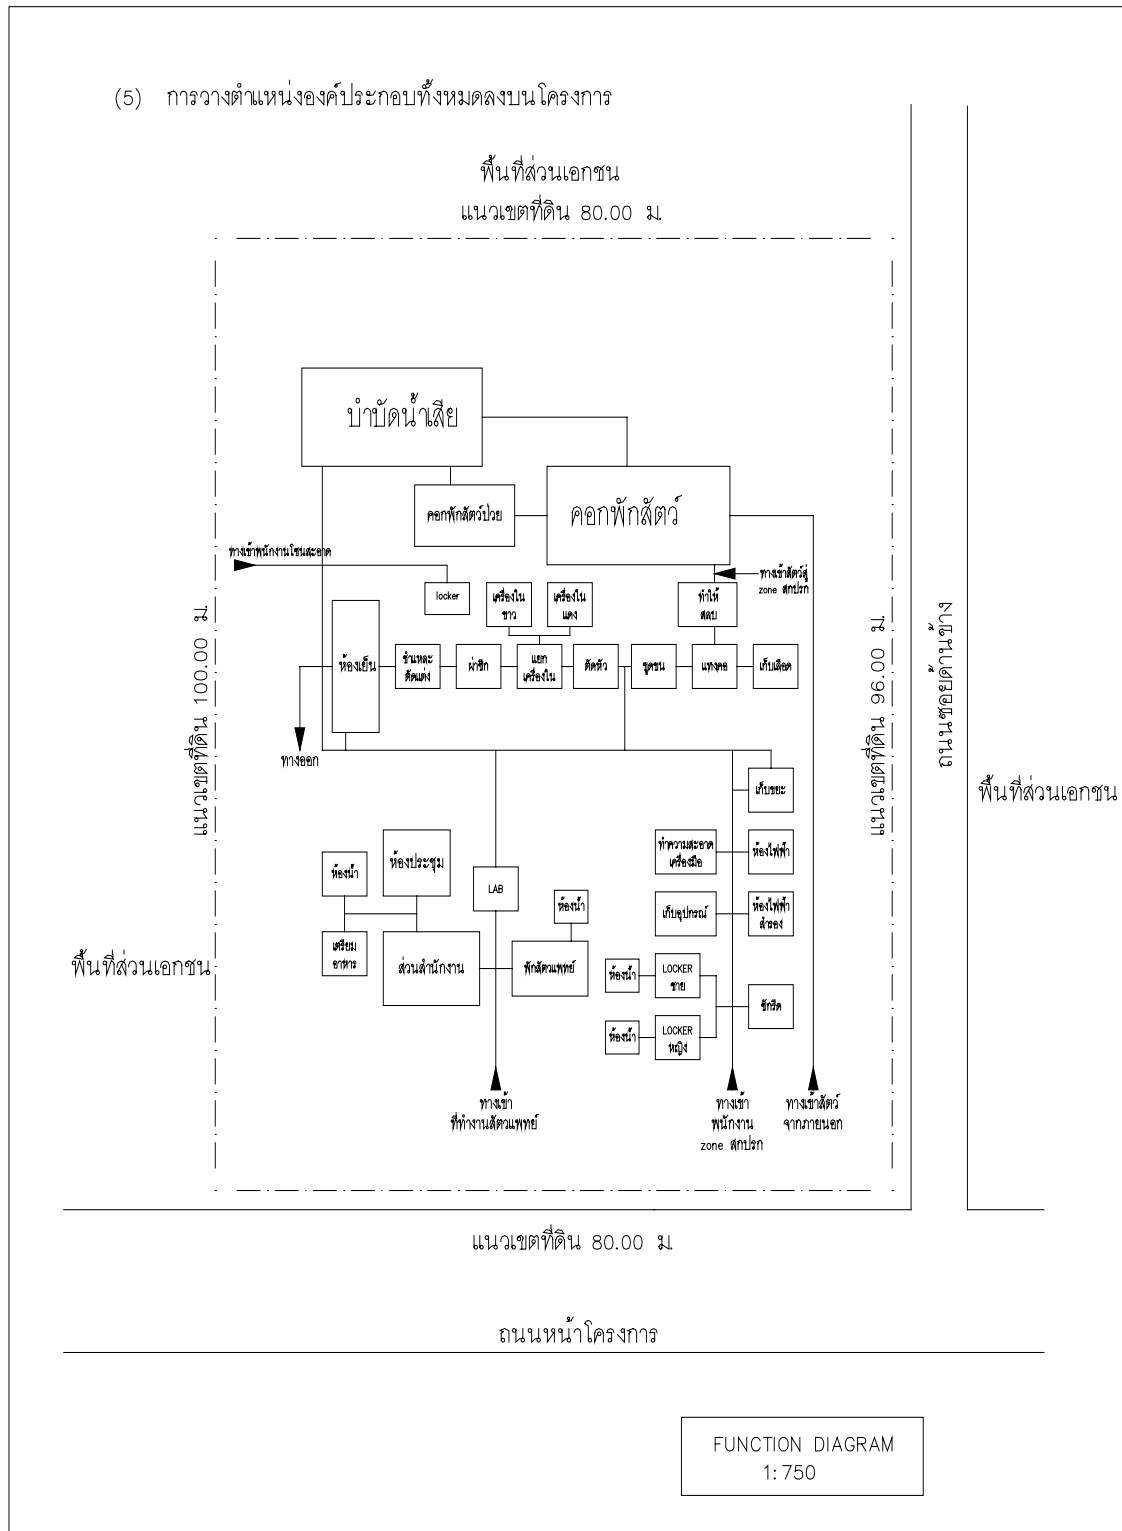 (5) การวางตำแหน่งองค์ประกอบทั้งหมดลงบนโครงการ
พื้นที่ส่วนเอกชน
แนวเขตที่ดิน 80.00 ม.
บำบัดน้ำเสีย
คอกพักสัตว์ป่วย
คอกพักสัตว์
ทางเข้าพนักงานโซนสะอาด
locker
เครื่องใน
ขาว
เครื่องใน
แดง
ทำให้
สลบ
ทางเข้าสัตว์สู่
zone สกปรก
แนวเขตที่ดิน 100.00 ม.
ห้องเย็น
ชำแหละ
ตัดแต่ง
ผ่าซีก
แยก
เครื่องใน
ตัดหัว
ขูดขน
แทงคอ
เก็บเลือด
แนวเขตที่ดิน 96.00 ม.
ถนนซอยด้านข้าง
พื้นที่ส่วนเอกชน
ทางออก
เก็บขยะ
ห้องน้ำ
ห้องประชุม
LAB
ห้องน้ำ
ทำความสะอาด
เครื่องมือ
ห้องไฟฟ้า
เก็บอุปกรณ์
ห้องไฟฟ้า
สำรอง
พื้นที่ส่วนเอกชน
เตรียม
อาหาร
ส่วนสำนักงาน
พักสัตวแพทย์
ห้องน้ำ
LOCKER
ชาย
ซักรีด
ห้องน้ำ
LOCKER
หญิง
ทางเข้า
ที่ทำงานสัตวแพทย์
ทางเข้า
พนักงาน
zone สกปรก
ทางเข้าสัตว์
จากภายนอก
แนวเขตที่ดิน 80.00 ม.
ถนนหน้าโครงการ
FUNCTION DIAGRAM
1:750